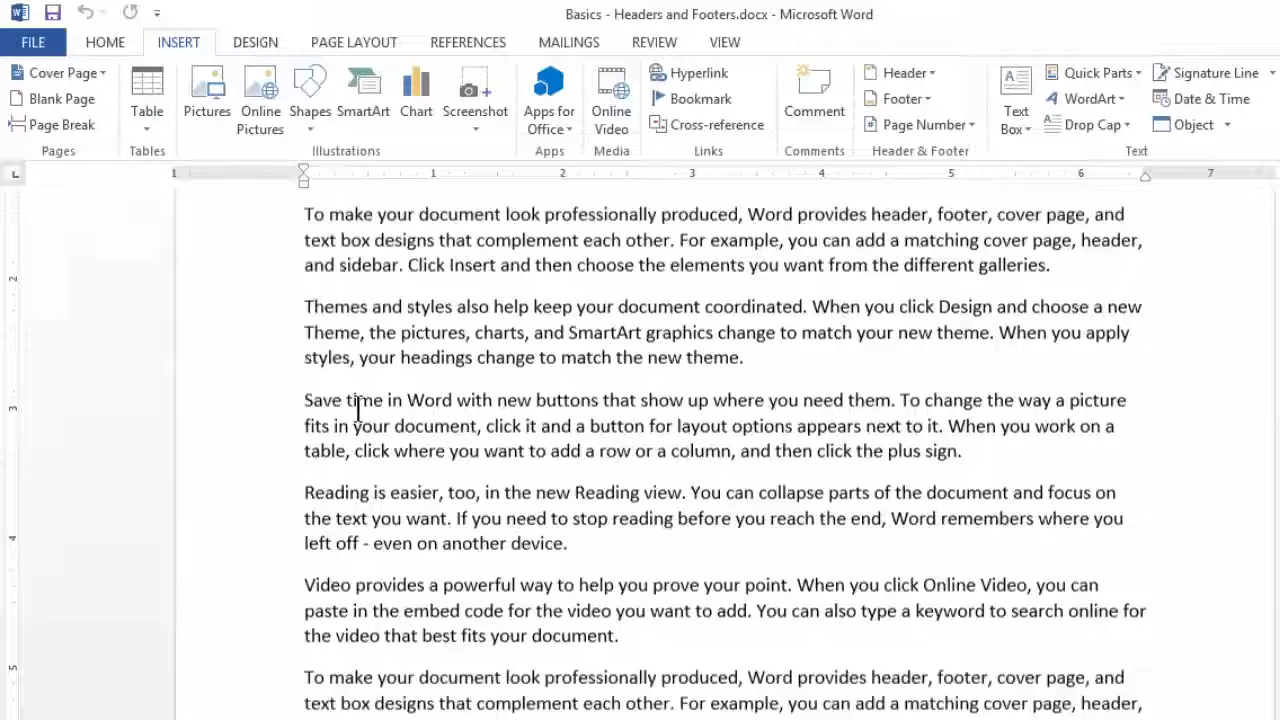 Basics - Headers and Footers.docx - Microsoft Word
FILE HOME INSERT DESIGN PAGE LAYOUT REFERENCES MAILINGS REVIEW VIEW
Cover Page
Blank Page
Page Break
Pages
Table
Tables
Pictures
Online Pictures
Shapes
SmartArt
Chart
Screenshot
Illustrations
Apps for Office
Apps
Online Video
Media
Hyperlink
Bookmark
Cross-reference
Links
Comment
Comments
Header
Footer
Page Number
Header & Footer
Text Box
Quick Parts
WordArt
Drop Cap
Signature Line
Date & Time
Object
Text
1 1 2 3 4 5 6 7
2
3
4
5
To make your document look professionally produced, Word provides header, footer, cover page, and
text box designs that complement each other. For example, you can add a matching cover page, header,
and sidebar. Click Insert and then choose the elements you want from the different galleries.
Themes and styles also help keep your document coordinated. When you click Design and choose a new
Theme, the pictures, charts, and SmartArt graphics change to match your new theme. When you apply
styles, your headings change to match the new theme.
Save time in Word with new buttons that show up where you need them. To change the way a picture
fits in your document, click it and a button for layout options appears next to it. When you work on a
table, click where you want to add a row or a column, and then click the plus sign.
Reading is easier, too, in the new Reading view. You can collapse parts of the document and focus on
the text you want. If you need to stop reading before you reach the end, Word remembers where you
left off - even on another device.
Video provides a powerful way to help you prove your point. When you click Online Video, you can
paste in the embed code for the video you want to add. You can also type a keyword to search online for
the video that best fits your document.
To make your document look professionally produced, Word provides header, footer, cover page, and
text box designs that complement each other. For example, you can add a matching cover page, header,